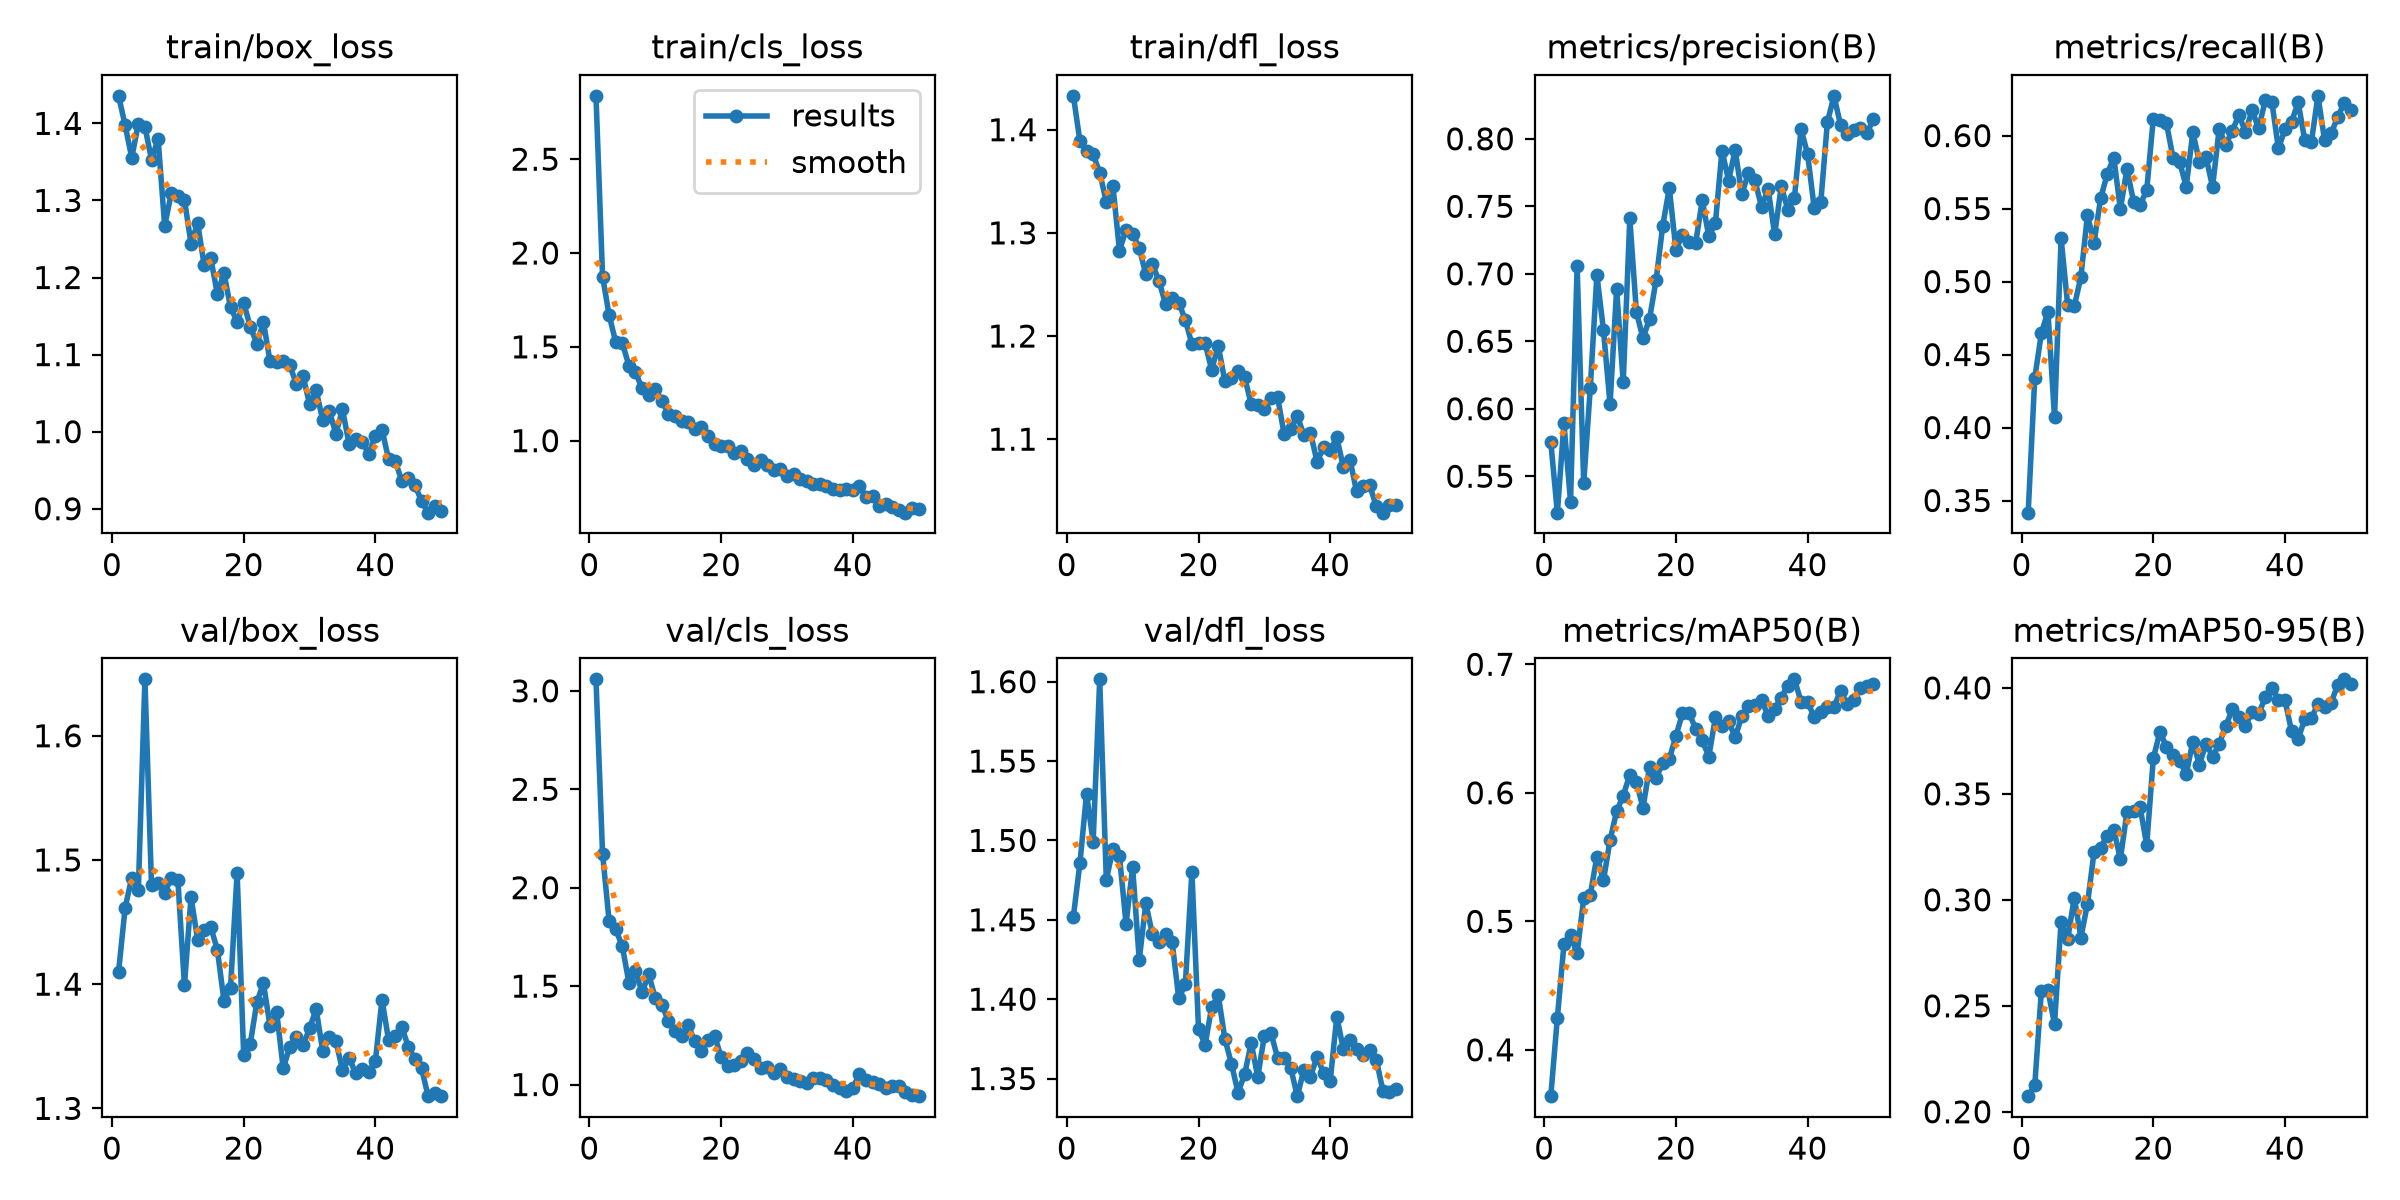 train/box_loss
1.4
1.3
1.2
1.1
1.0
0.9
0 20 40
train/cls_loss
results
smooth
2.5
2.0
1.5
1.0
0 20 40
train/dfl_loss
1.4
1.3
1.2
1.1
0 20 40
metrics/precision(B)
0.80
0.75
0.70
0.65
0.60
0.55
0 20 40
metrics/recall(B)
0.60
0.55
0.50
0.45
0.40
0.35
0 20 40
val/box_loss
1.6
1.5
1.4
1.3
0 20 40
val/cls_loss
3.0
2.5
2.0
1.5
1.0
0 20 40
val/dfl_loss
1.60
1.55
1.50
1.45
1.40
1.35
0 20 40
metrics/mAP50(B)
0.7
0.6
0.5
0.4
0 20 40
metrics/mAP50-95(B)
0.40
0.35
0.30
0.25
0.20
0 20 40